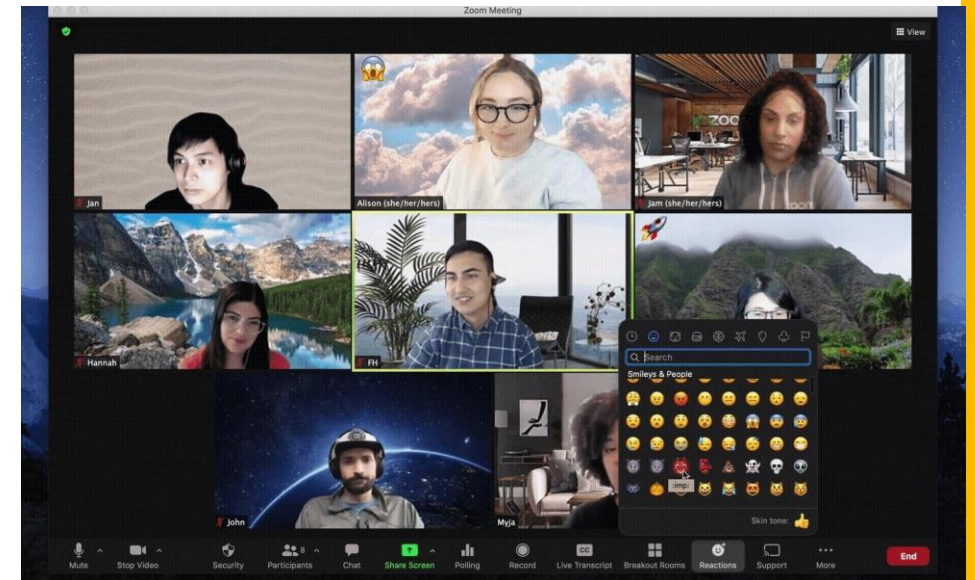 Zoom Meeting
View
Jan
Alison (she/her/hers)
ZOO
Jam (she/her/hers)
Hannah
FH
Search
Smileys & People
:imp:
John
Myja
Skin tone:
Mute
Stop Video
Security
Participants
8
Chat
Share Screen
Polling
Record
CC
Live Transcript
Breakout Rooms
Reactions
Support
More
End